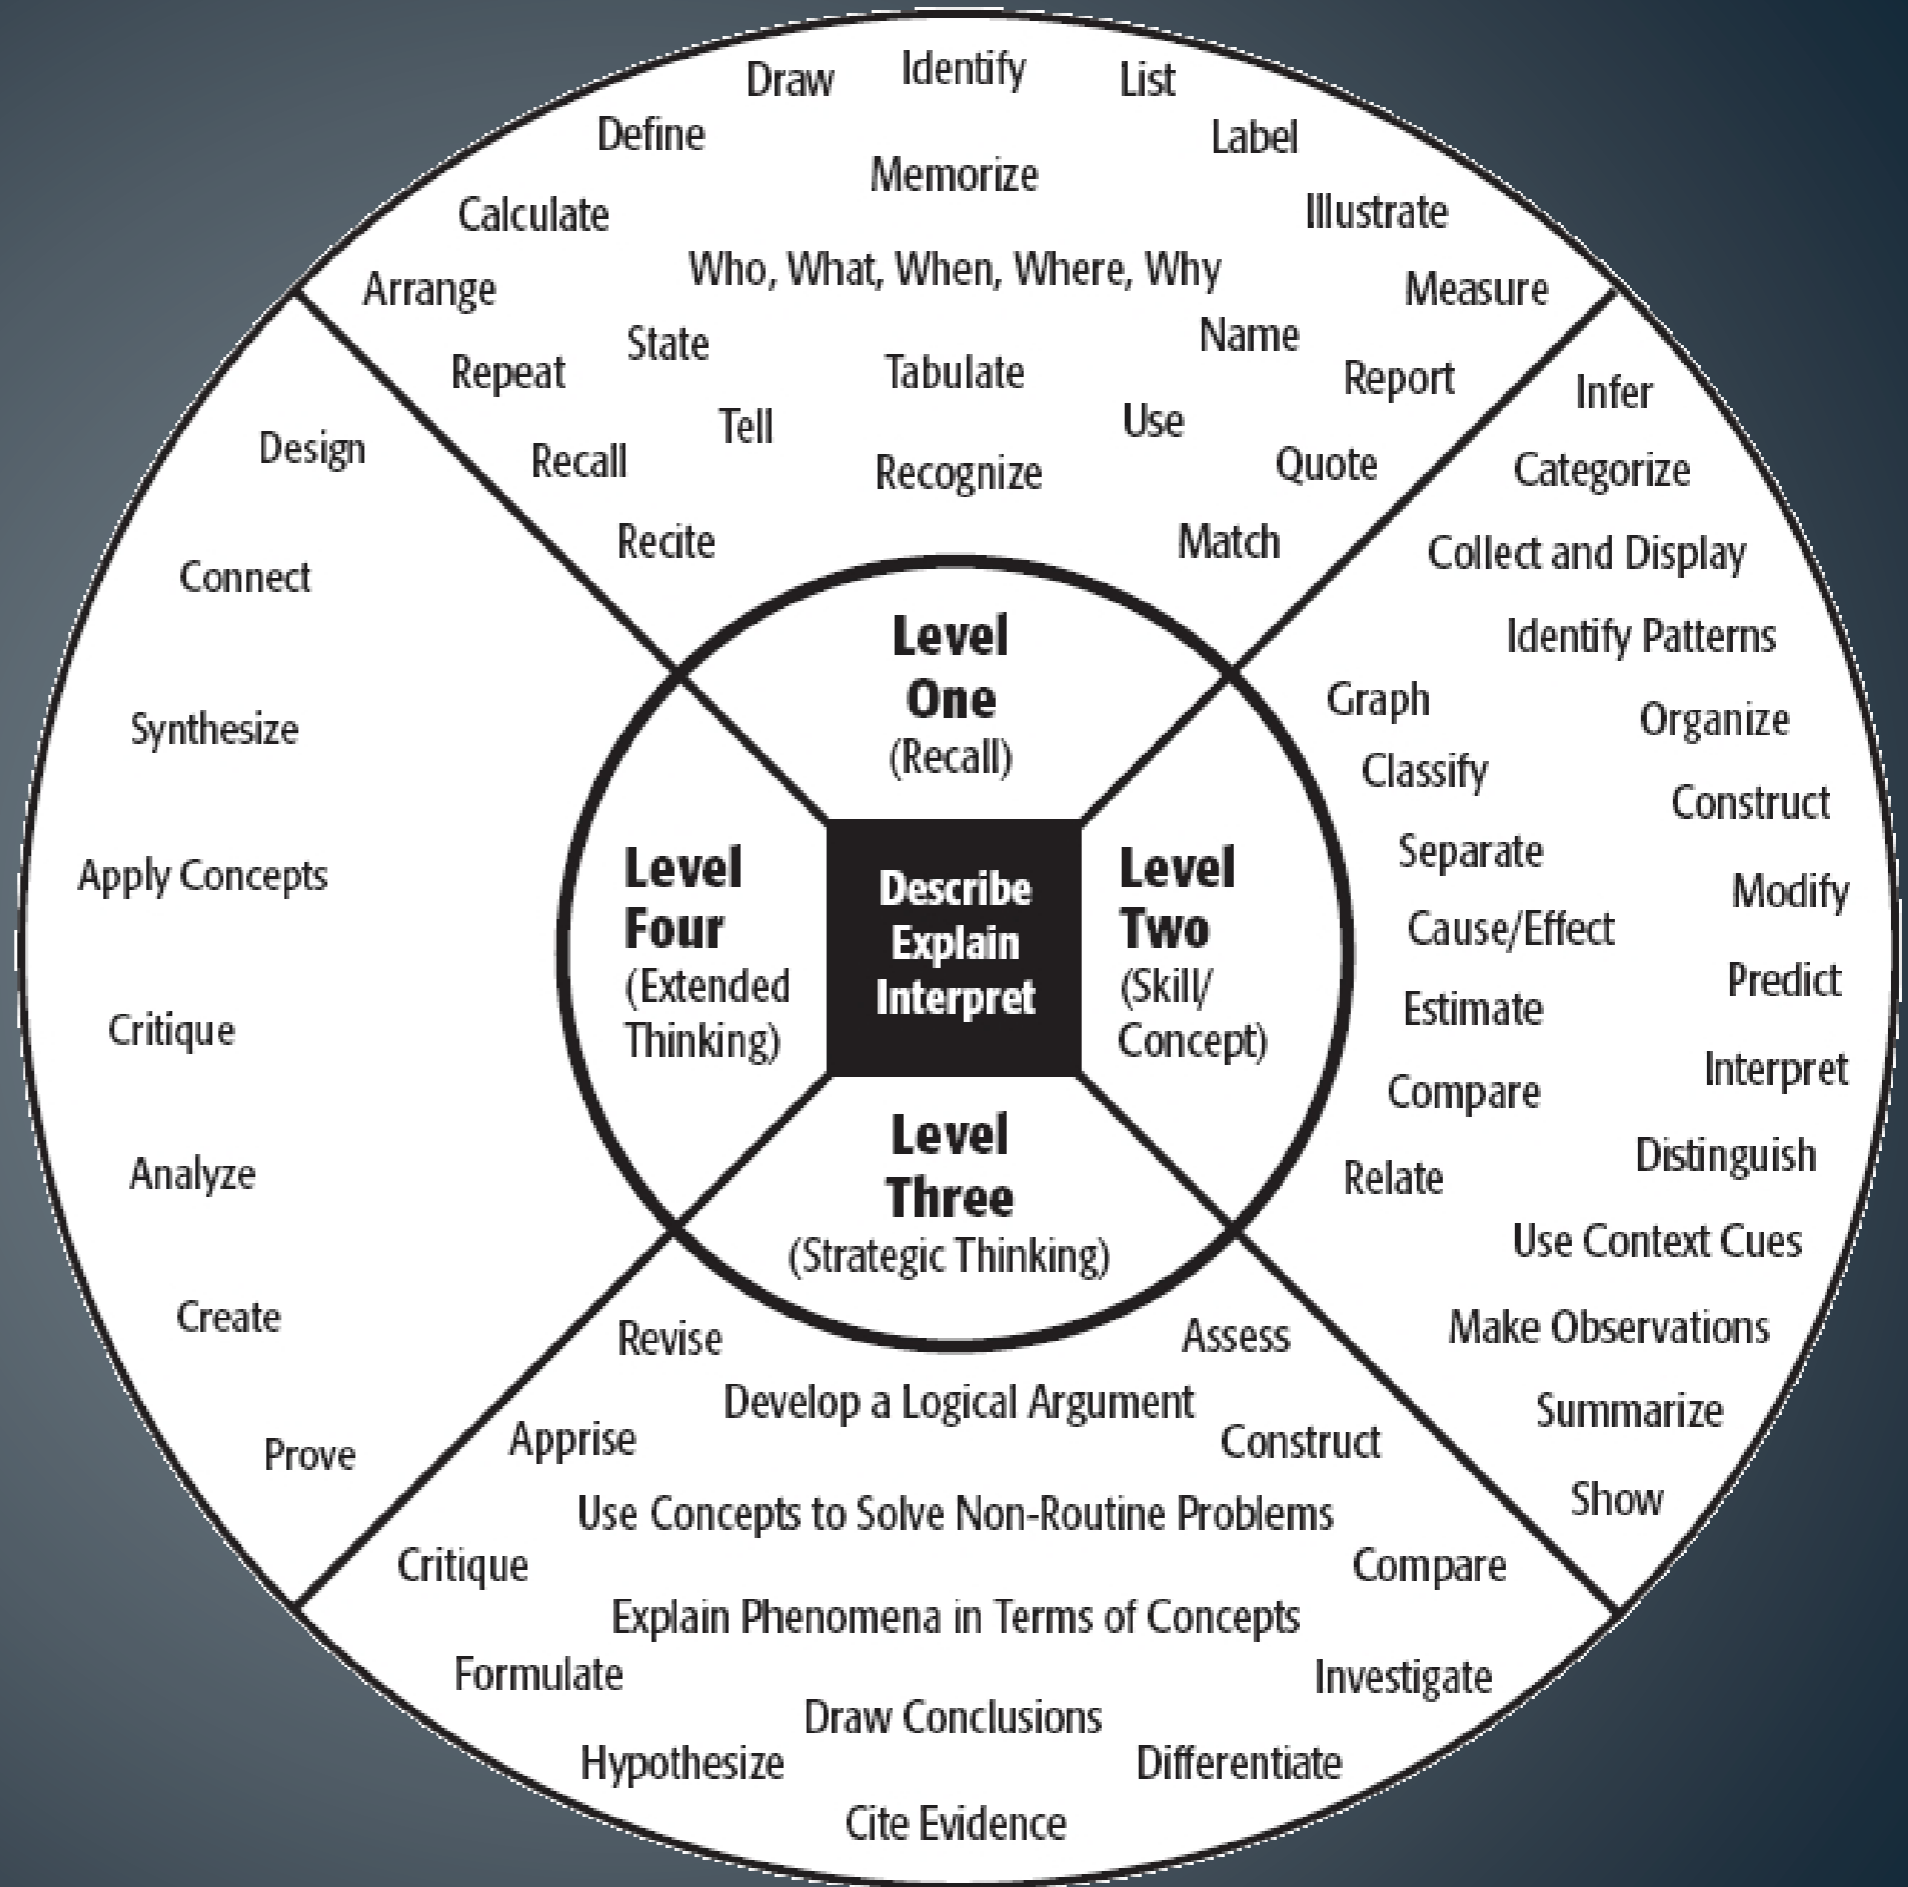 Draw
Identify
List
Define
Label
Memorize
Calculate
Illustrate
Who, What, When, Where, Why
Arrange
Measure
State
Name
Repeat
Tabulate
Report
Tell
Use
Recall
Recognize
Quote
Recite
Match
Level
One
(Recall)
Infer
Categorize
Collect and Display
Identify Patterns
Graph
Organize
Classify
Construct
Separate
Modify
Cause/Effect
Predict
Estimate
Interpret
Compare
Distinguish
Relate
Use Context Cues
Make Observations
Summarize
Show
Level
Two
(Skill/
Concept)
Describe
Explain
Interpret
Level
Three
(Strategic Thinking)
Revise
Assess
Develop a Logical Argument
Apprise
Construct
Use Concepts to Solve Non-Routine Problems
Critique
Compare
Explain Phenomena in Terms of Concepts
Formulate
Investigate
Draw Conclusions
Hypothesize
Differentiate
Cite Evidence
Level
Four
(Extended
Thinking)
Design
Connect
Synthesize
Apply Concepts
Critique
Analyze
Create
Prove